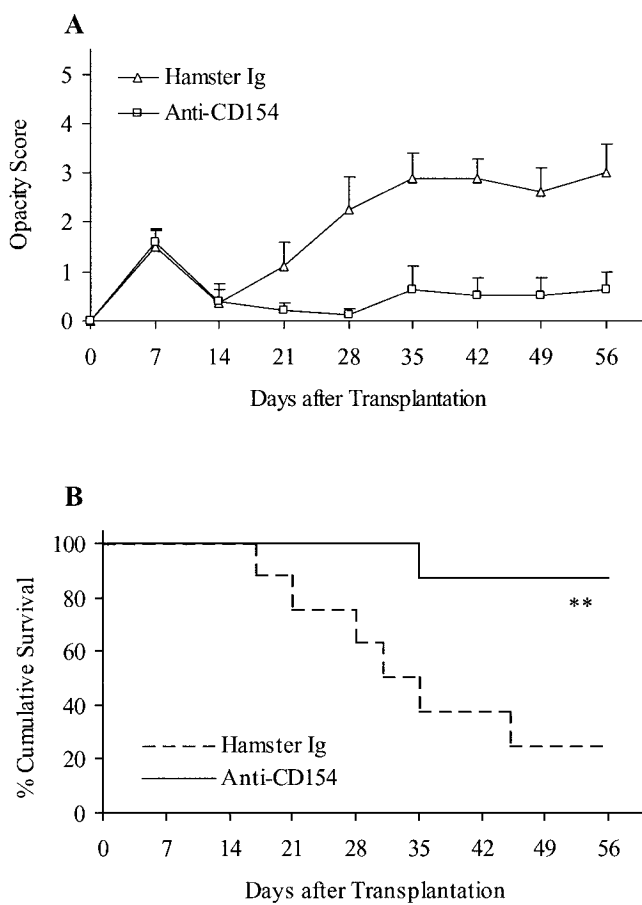 A
Opacity Score
5
4
3
2
1
0
Hamster Ig
Anti-CD154
0 7 14 21 28 35 42 49 56
Days after Transplantation
B
% Cumulative Survival
100
80
60
40
20
0
**
Hamster Ig
Anti-CD154
0 7 14 21 28 35 42 49 56
Days after Transplantation